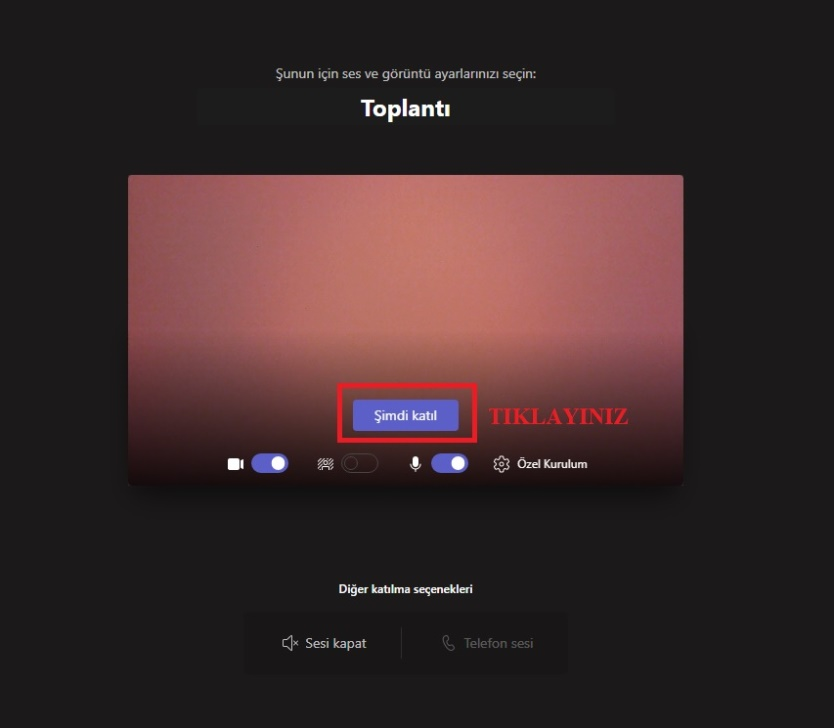 Şunun için ses ve görüntü ayarlarınızı seçin:
Toplantı
Şimdi katıl
TIKLAYINIZ
Özel Kurulum
Diğer katılma seçenekleri
Sesi kapat
Telefon sesi